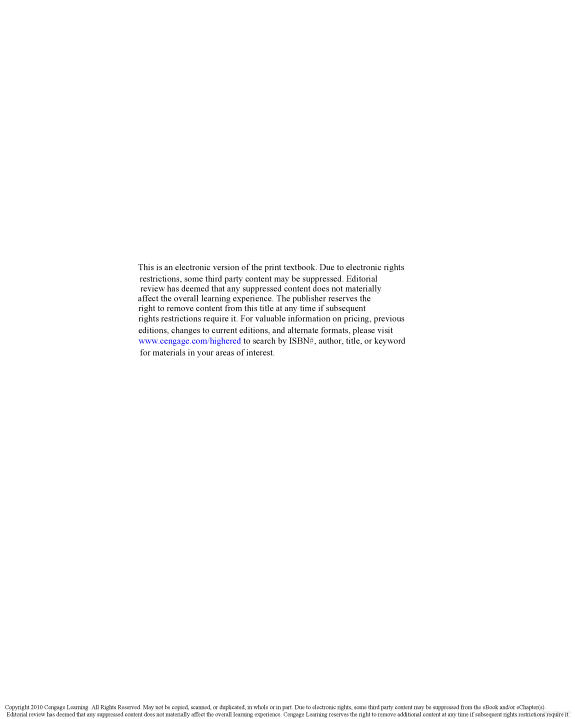 This is an electronic version of the print textbook. Due to electronic rights
restrictions, some third party content may be suppressed. Editorial
review has deemed that any suppressed content does not materially
affect the overall learning experience. The publisher reserves the
right to remove content from this title at any time if subsequent
rights restrictions require it. For valuable information on pricing, previous
editions, changes to current editions, and alternate formats, please visit
www.cengage.com/highered to search by ISBN#, author, title, or keyword
for materials in your areas of interest.
Copyright 2010 Cengage Learning. All Rights Reserved. May not be copied, scanned, or duplicated, in whole or in part. Due to electronic rights, some third party content may be suppressed from the eBook and/or eChapter(s).
Editorial review has deemed that any suppressed content does not materially affect the overall learning experience. Cengage Learning reserves the right to remove additional content at any time if subsequent rights restrictions require it.